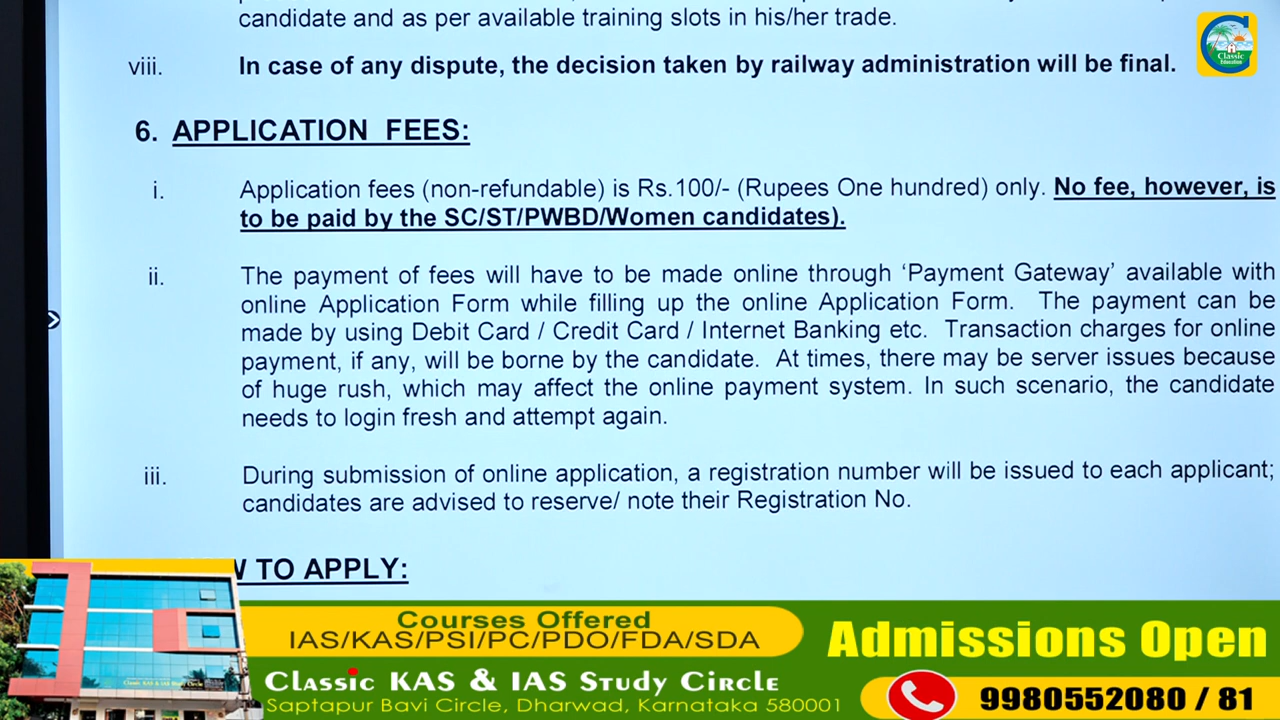 candidate and as per available training slots in his/her trade.
viii. In case of any dispute, the decision taken by railway administration will be final.
Classic
Education
6. APPLICATION FEES:
i. Application fees (non-refundable) is Rs.100/- (Rupees One hundred) only. No fee, however, is
to be paid by the SC/ST/PWBD/Women candidates).
ii. The payment of fees will have to be made online through ‘Payment Gateway’ available with
online Application Form while filling up the online Application Form. The payment can be
made by using Debit Card / Credit Card / Internet Banking etc. Transaction charges for online
payment, if any, will be borne by the candidate. At times, there may be server issues because
of huge rush, which may affect the online payment system. In such scenario, the candidate
needs to login fresh and attempt again.
iii. During submission of online application, a registration number will be issued to each applicant;
candidates are advised to reserve/ note their Registration No.
W TO APPLY:
Courses Offered
IAS/KAS/PSI/PC/PDO/FDA/SDA
Admissions Open
Classic KAS & IAS Study Circle
Saptapur Bavi Circle, Dharwad, Karnataka 580001
9980552080 / 81